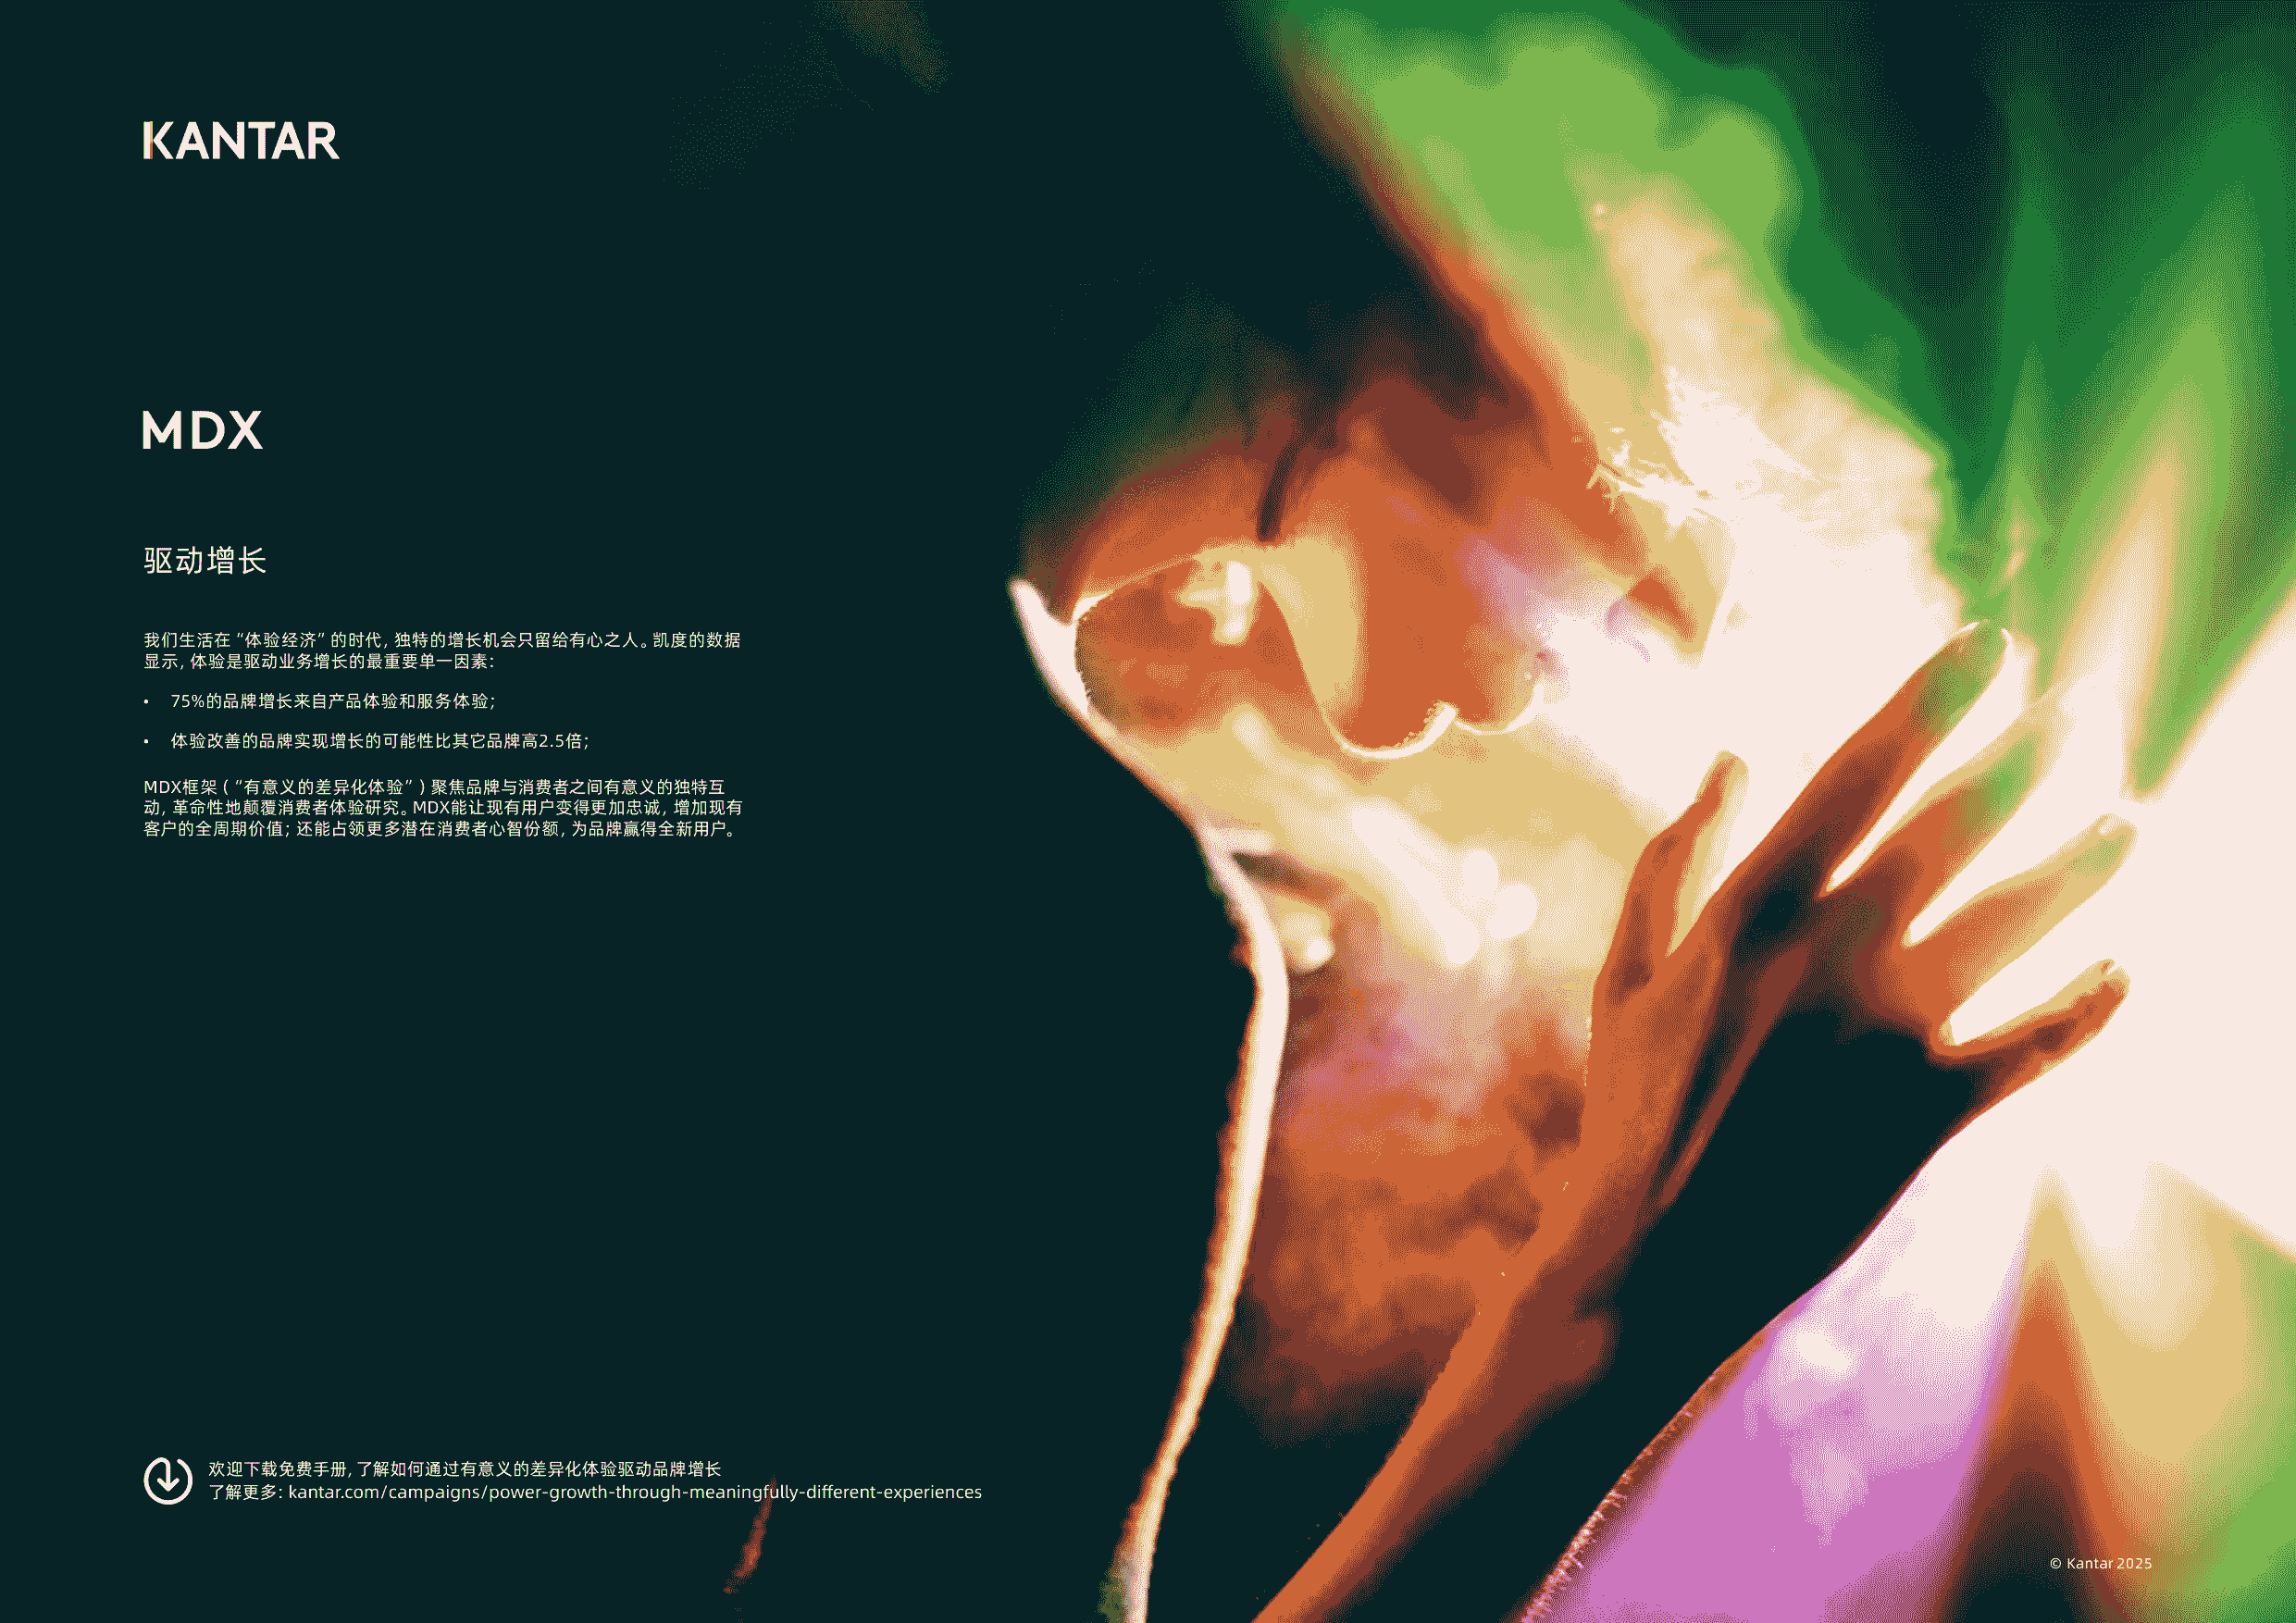 KANTAR
MDX
驱动增长
我们生活在“体验经济”的时代, 独特的增长机会只留给有心之人。凯度的数据
显示, 体验是驱动业务增长的最重要单一因素:
• 75%的品牌增长来自产品体验和服务体验;
• 体验改善的品牌实现增长的可能性比其它品牌高2.5倍;
MDX框架 (“有意义的差异化体验”) 聚焦品牌与消费者之间有意义的独特互
动, 革命性地颠覆消费者体验研究。MDX能让现有用户变得更加忠诚, 增加现有
客户的全周期价值; 还能占领更多潜在消费者心智份额, 为品牌赢得全新用户。
欢迎下载免费手册, 了解如何通过有意义的差异化体验驱动品牌增长
了解更多: kantar.com/campaigns/power-growth-through-meaningfully-different-experiences
© Kantar 2025